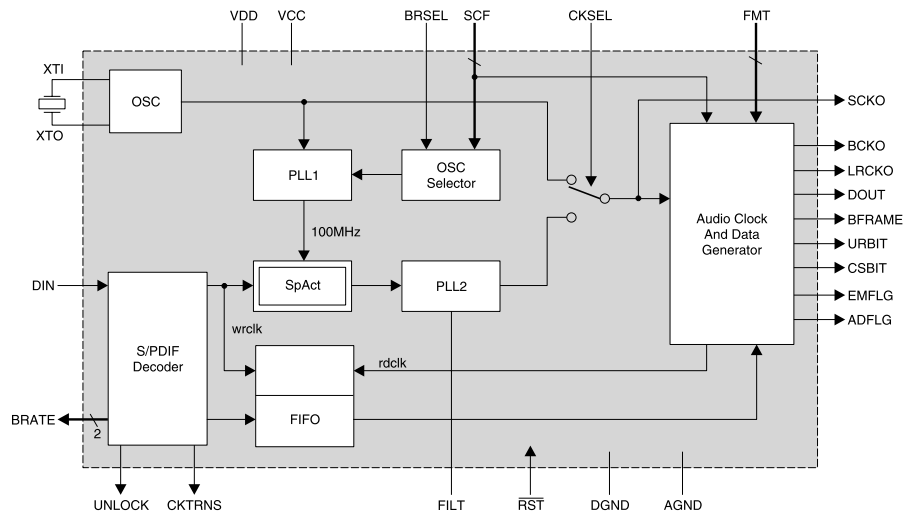 VDD
VCC
BRSEL
SCF
CKSEL
FMT
XTI
XTO
OSC
SCKO
PLL1
OSC
Selector
BCKO
LRCKO
DOUT
BFRAME
URBIT
CSBIT
EMFLG
ADFLG
Audio Clock
And Data
Generator
100MHz
DIN
SpAct
PLL2
wrclk
S/PDIF
Decoder
rdclk
FIFO
BRATE
2
UNLOCK
CKTRNS
FILT
RST
DGND
AGND